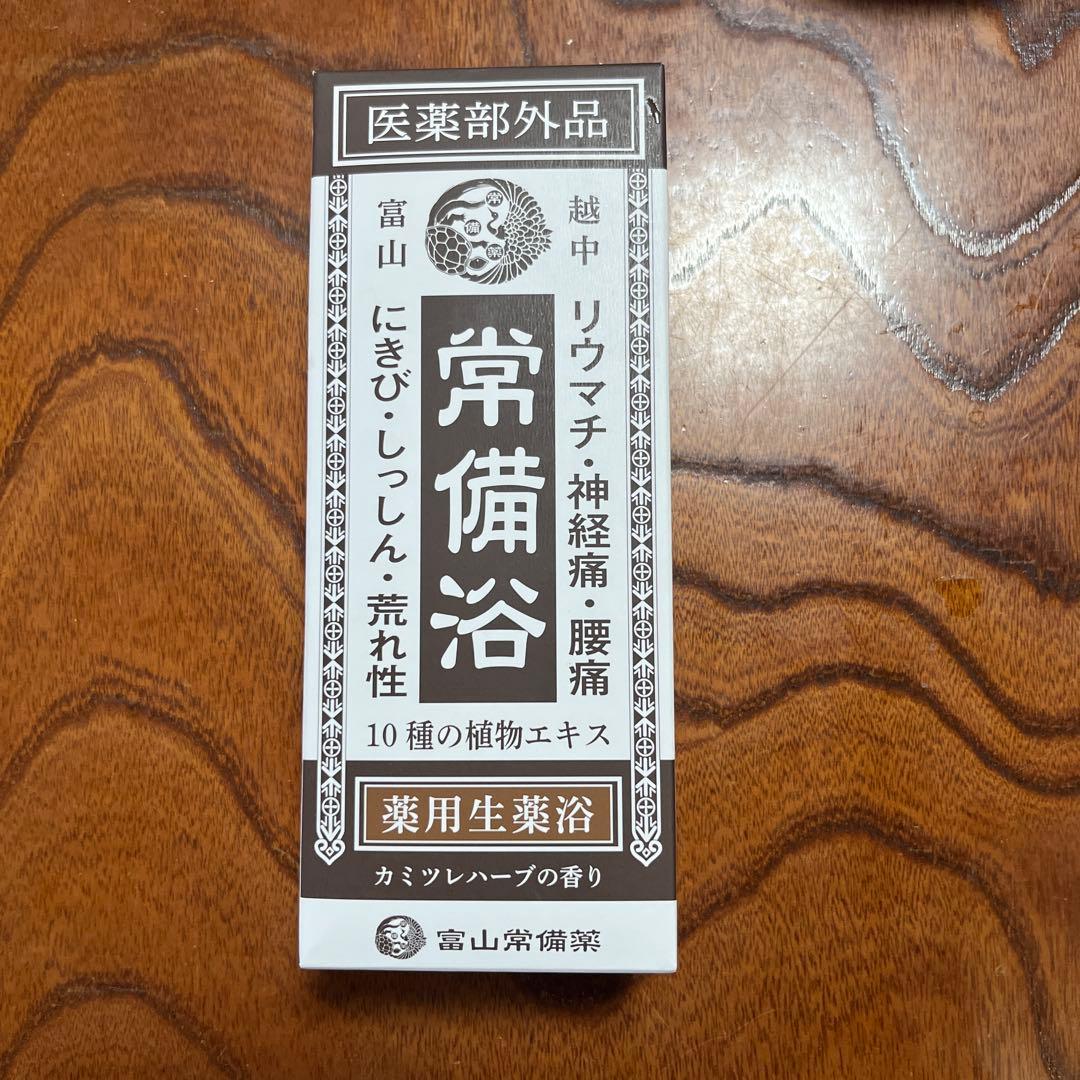 医薬部外品
越中
富山
常
備
薬
リウマチ・神経痛・腰痛
常備浴
にきび・しっしん・荒れ性
10種の植物エキス
薬用生薬浴
カミツレハーブの香り
富山常備薬